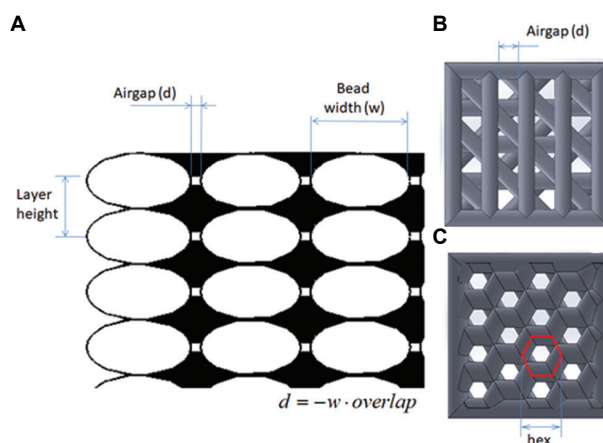 A
Airgap (d)
Bead
width (w)
Layer
height
d = -w · overlap
B
Airgap (d)
C
hex